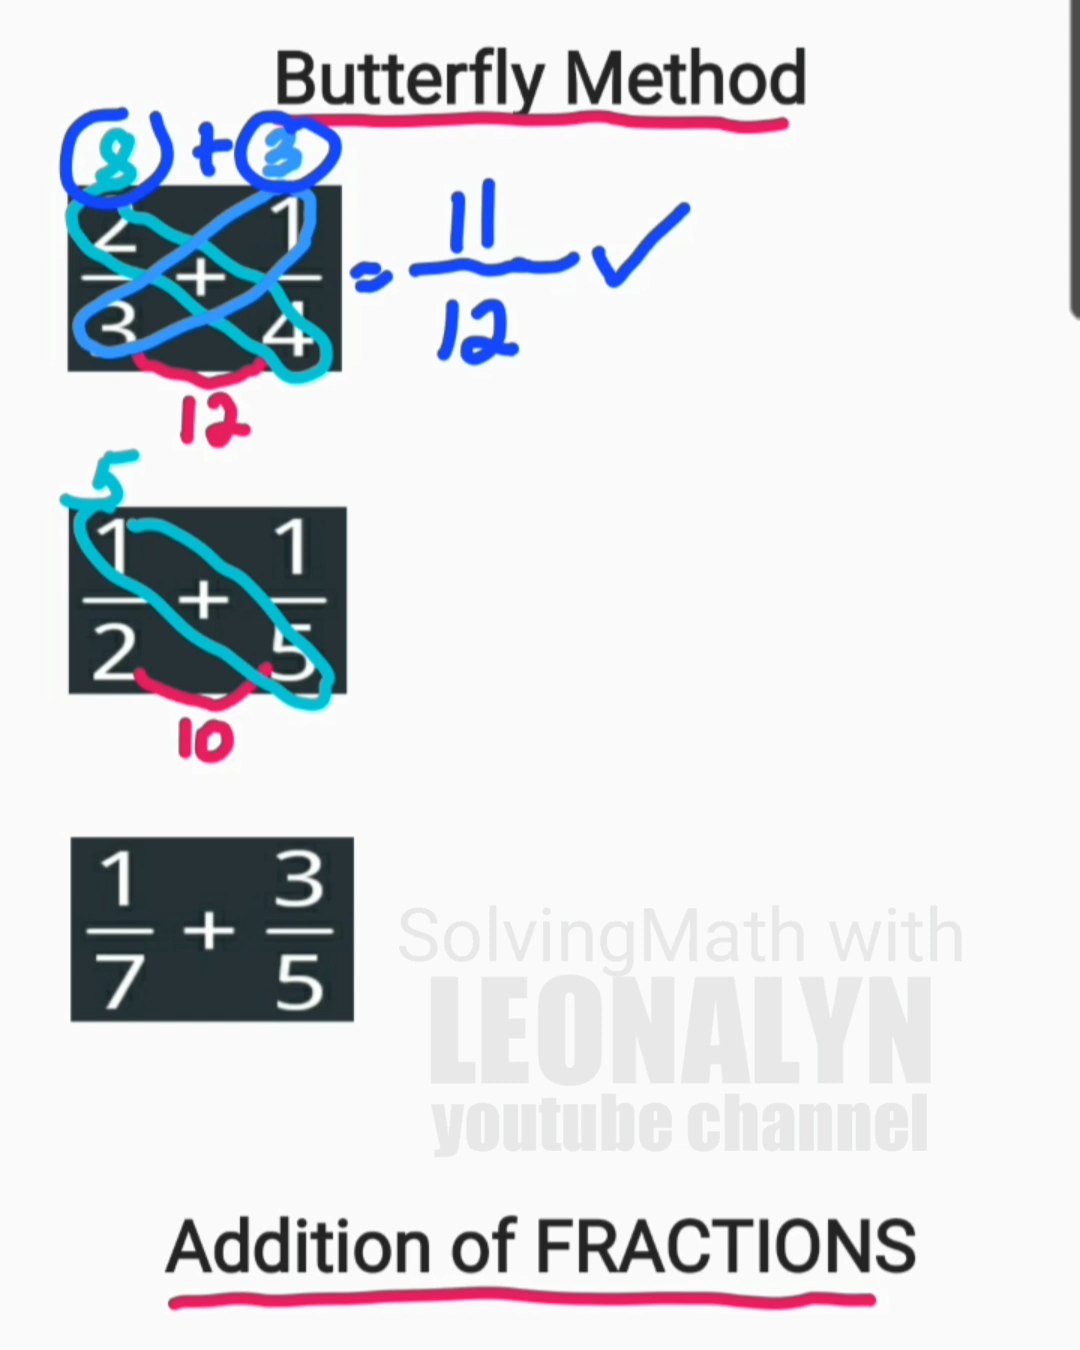 Butterfly Method
8 + 3
2/3 + 1/4 = 11/12 ✓
12
5
1/2 + 1/5
10
1/7 + 3/5
SolvingMath with
LEONALYN
youtube channel
Addition of FRACTIONS